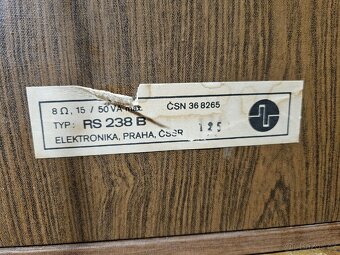 8 Ω, 15 / 50 VA max. ČSN 36 8265
TYP: RS 238 B 125
ELEKTRONIKA, PRAHA, ČSSR